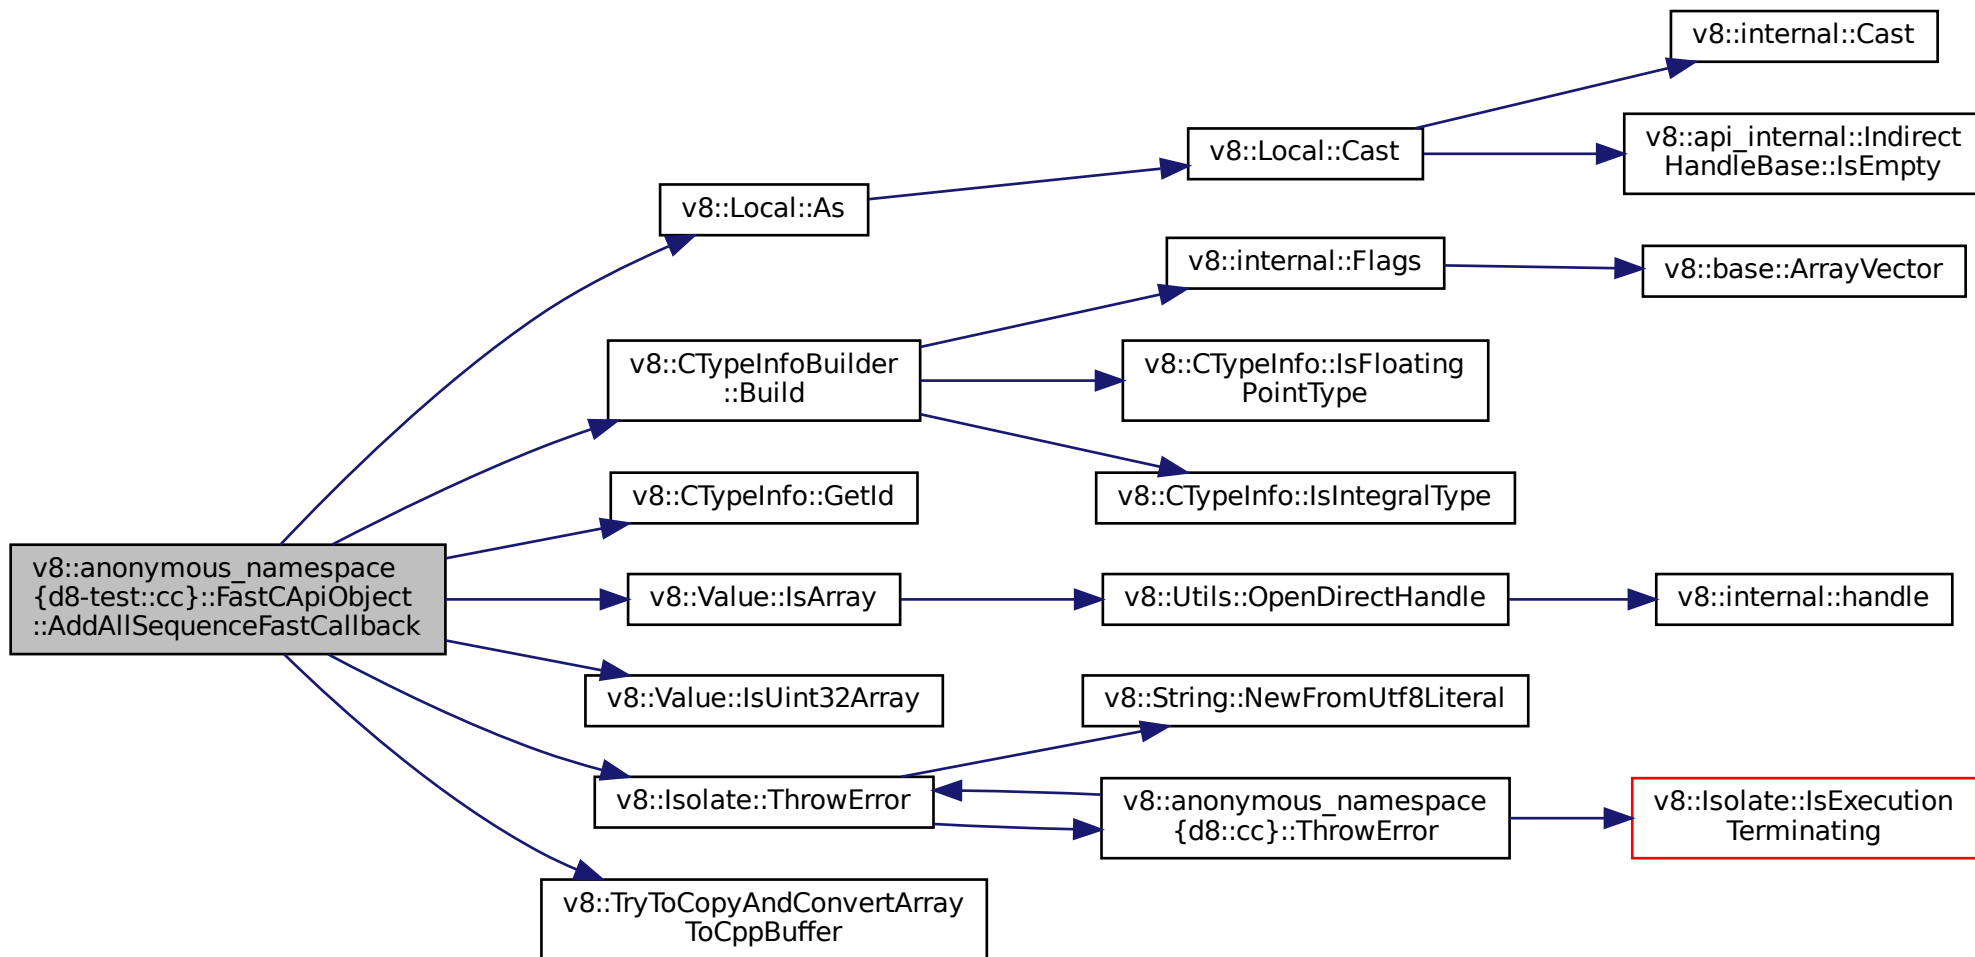 v8::internal::Cast
v8::api_internal::Indirect
HandleBase::IsEmpty
v8::Local::Cast
v8::Local::As
v8::internal::Flags
v8::base::ArrayVector
v8::CTypeInfoBuilder
::Build
v8::CTypeInfo::IsFloating
PointType
v8::CTypeInfo::GetId
v8::CTypeInfo::IsIntegralType
v8::anonymous_namespace
{d8-test::cc}::FastCApiObject
::AddAllSequenceFastCallback
v8::Value::IsArray
v8::Utils::OpenDirectHandle
v8::internal::handle
v8::Value::IsUint32Array
v8::String::NewFromUtf8Literal
v8::Isolate::ThrowError
v8::anonymous_namespace
{d8::cc}::ThrowError
v8::Isolate::IsExecution
Terminating
v8::TryToCopyAndConvertArray
ToCppBuffer